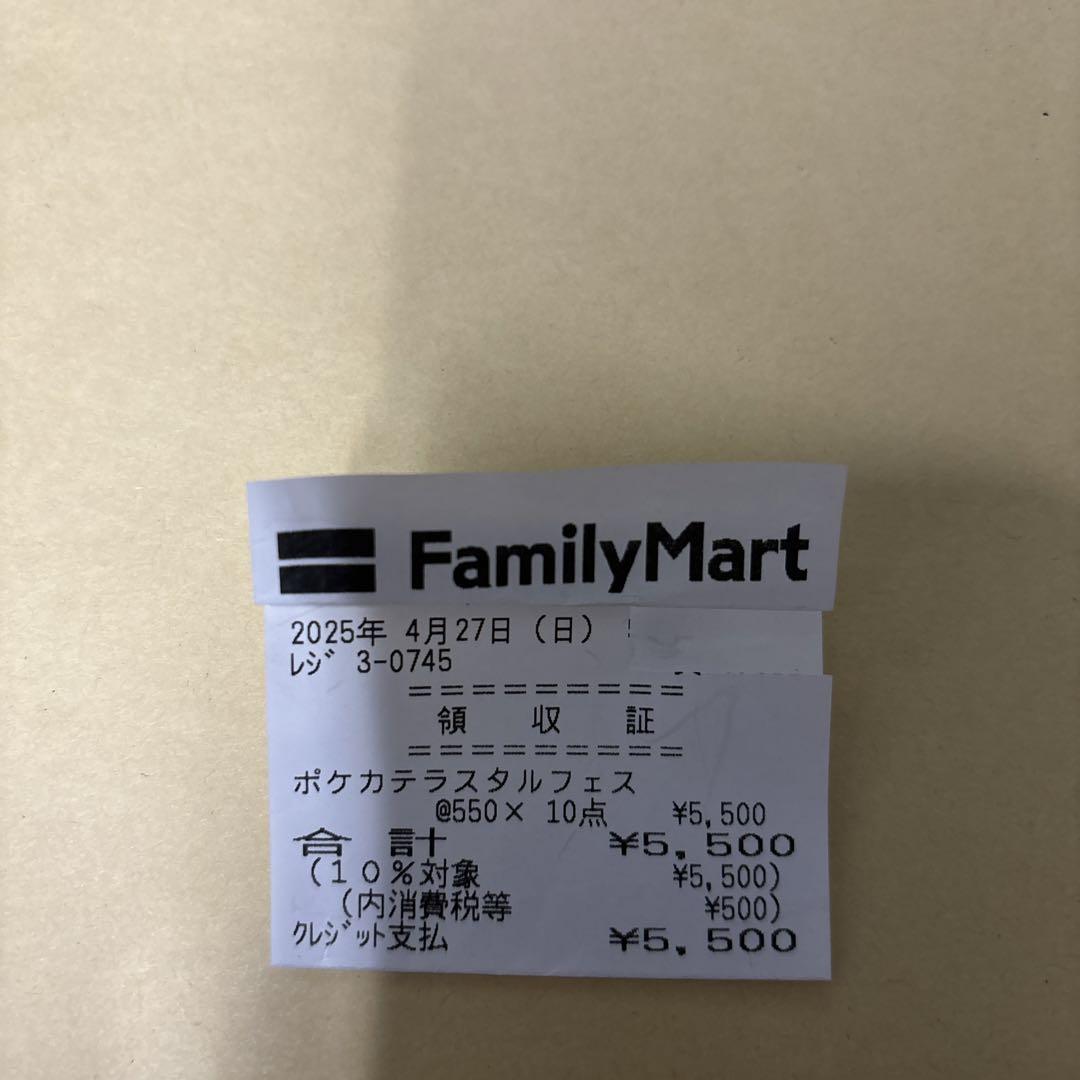 FamilyMart
2025年 4月27日(日)
ﾚｼﾞ 3-0745
=========
領 収 証
=========
ポケカテラスタルフェス
@550× 10点 ¥5,500
合 計 ¥5,500
(10%対象 ¥5,500)
(内消費税等 ¥500)
ｸﾚｼﾞｯﾄ支払 ¥5,500